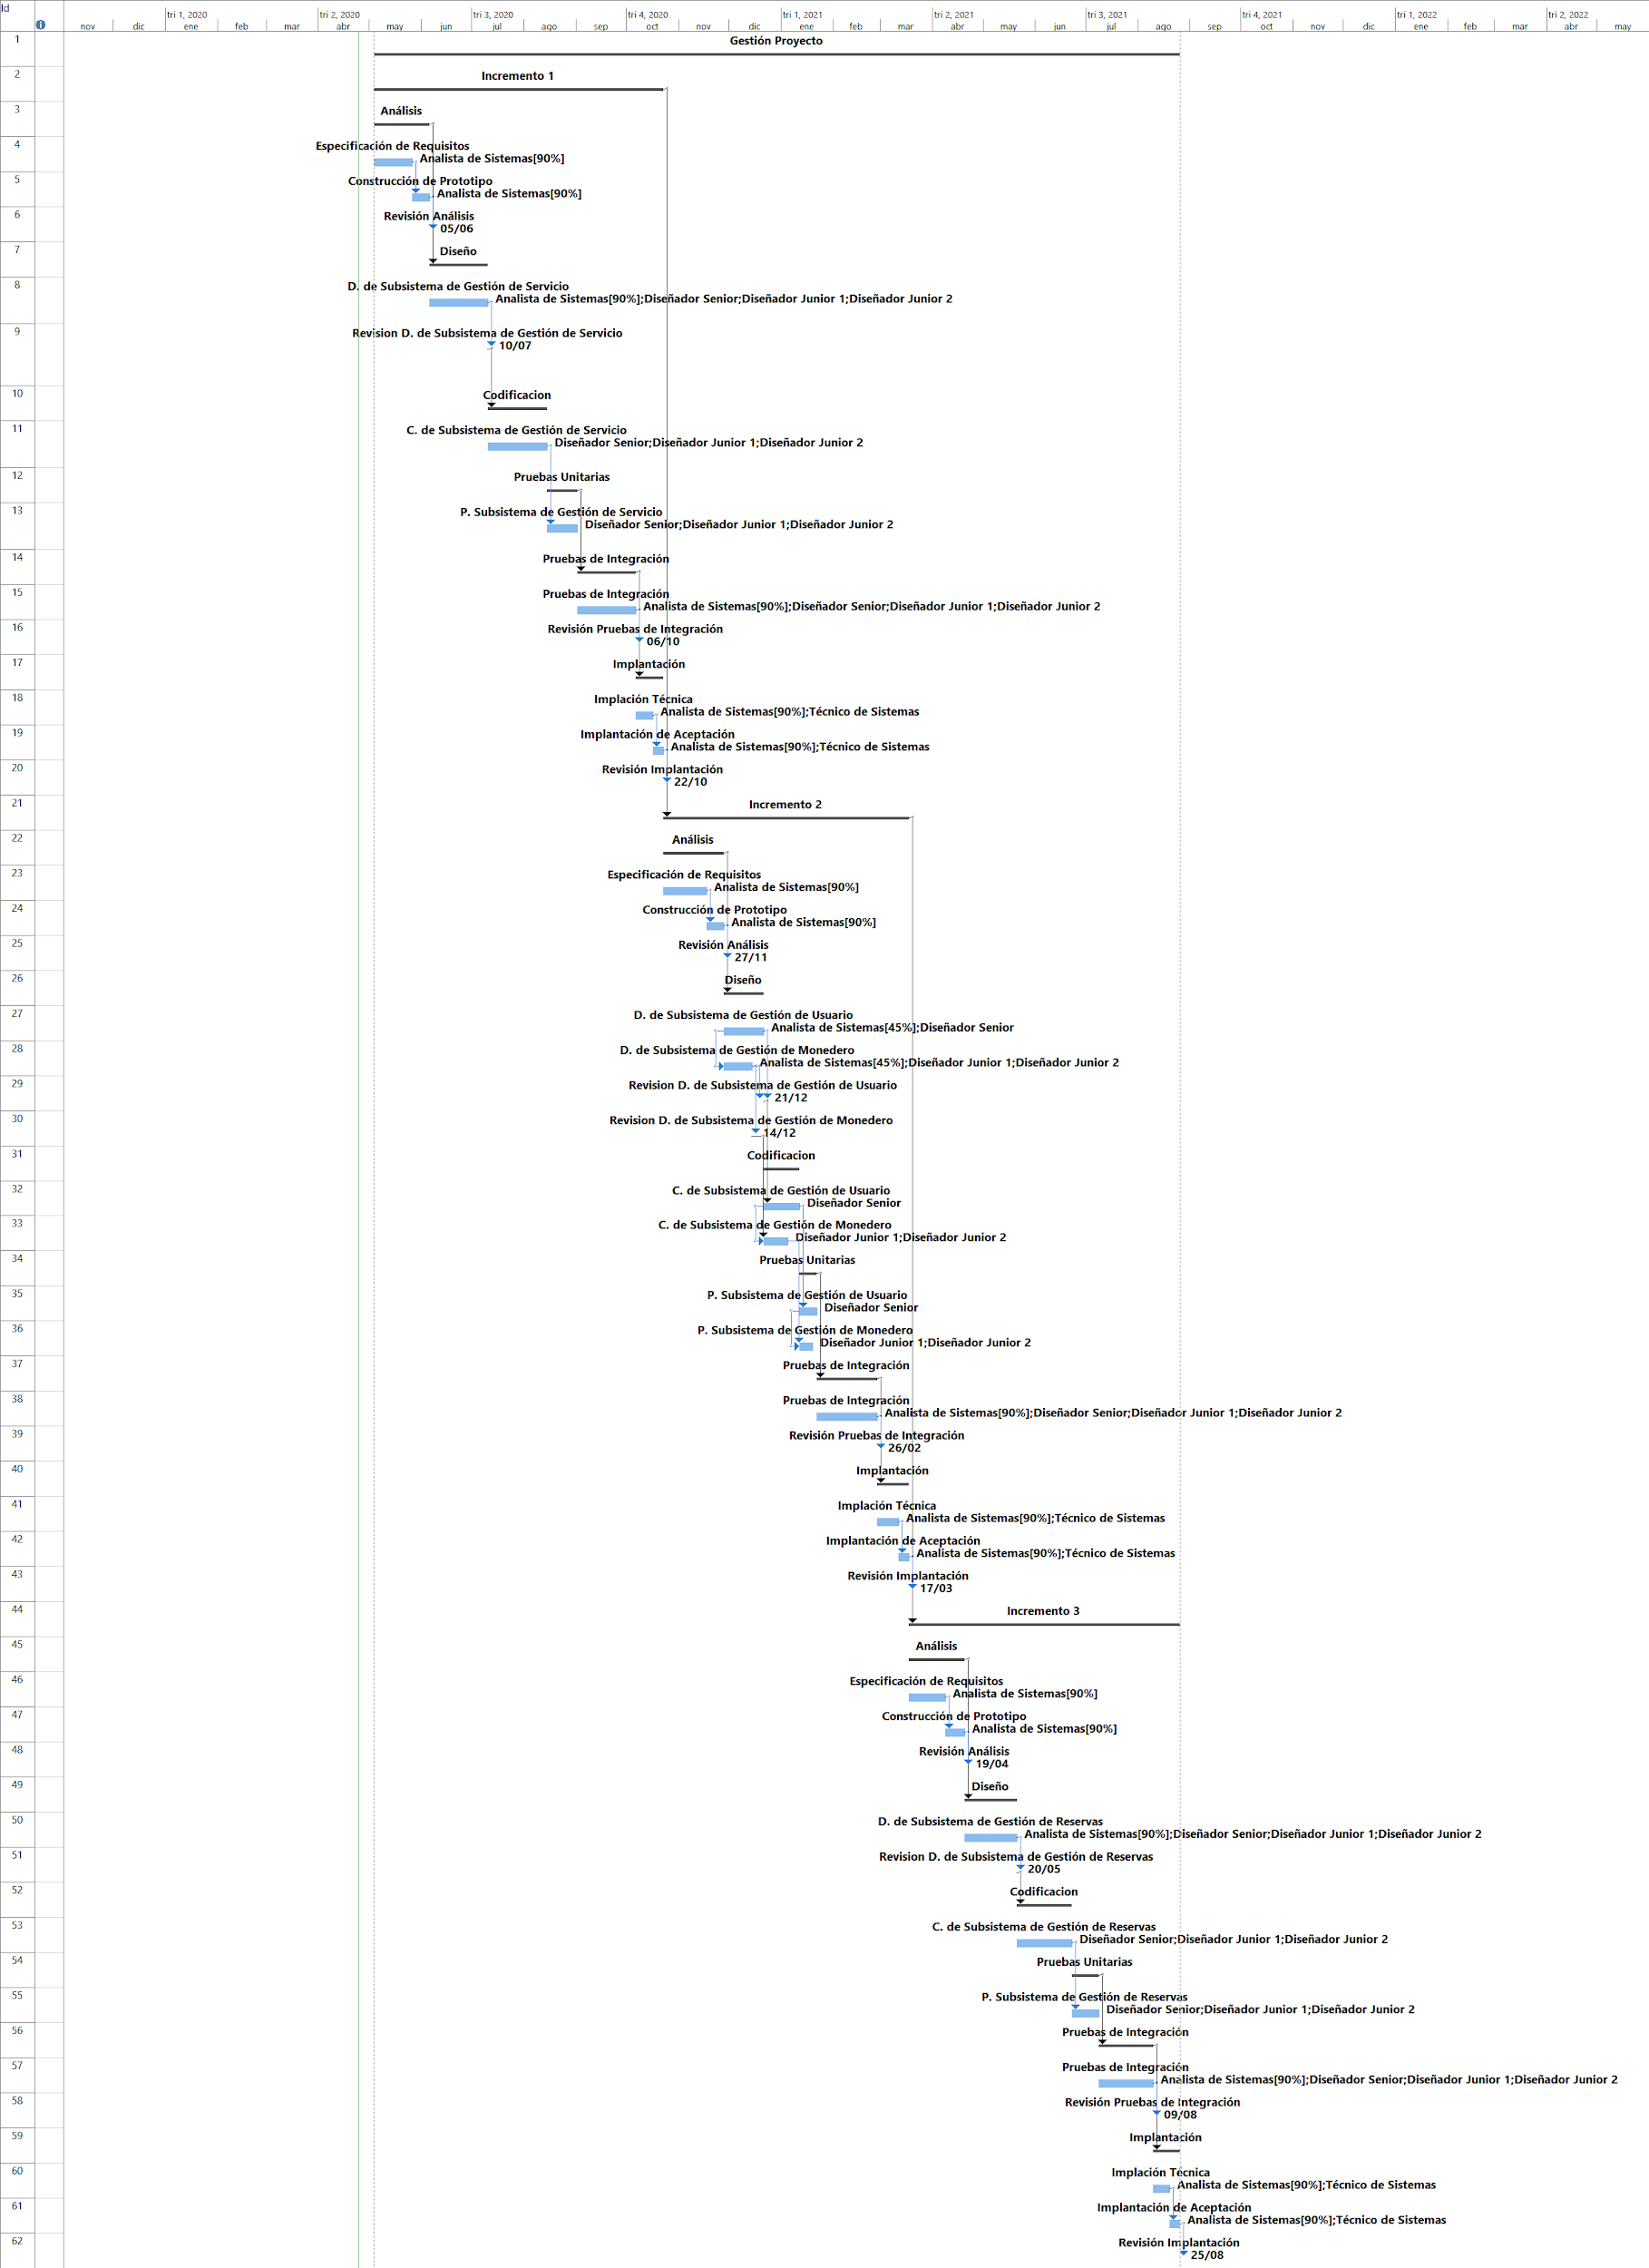 Id
tri 1, 2020 tri 2, 2020 tri 3, 2020 tri 4, 2020 tri 1, 2021 tri 2, 2021 tri 3, 2021 tri 4, 2021 tri 1, 2022 tri 2, 2022
nov dic ene feb mar abr may jun jul ago sep oct nov dic ene feb mar abr may jun jul ago sep oct nov dic ene feb mar abr may
1 Gestión Proyecto
2 Incremento 1
3 Análisis
4 Especificación de Requisitos
Analista de Sistemas[90%]
5 Construcción de Prototipo
Analista de Sistemas[90%]
6 Revisión Análisis
05/06
7 Diseño
8 D. de Subsistema de Gestión de Servicio
Analista de Sistemas[90%];Diseñador Senior;Diseñador Junior 1;Diseñador Junior 2
9 Revision D. de Subsistema de Gestión de Servicio
10/07
10 Codificacion
11 C. de Subsistema de Gestión de Servicio
Diseñador Senior;Diseñador Junior 1;Diseñador Junior 2
12 Pruebas Unitarias
13 P. Subsistema de Gestión de Servicio
Diseñador Senior;Diseñador Junior 1;Diseñador Junior 2
14 Pruebas de Integración
15 Pruebas de Integración
Analista de Sistemas[90%];Diseñador Senior;Diseñador Junior 1;Diseñador Junior 2
16 Revisión Pruebas de Integración
06/10
17 Implantación
18 Implación Técnica
Analista de Sistemas[90%];Técnico de Sistemas
19 Implantación de Aceptación
Analista de Sistemas[90%];Técnico de Sistemas
20 Revisión Implantación
22/10
21 Incremento 2
22 Análisis
23 Especificación de Requisitos
Analista de Sistemas[90%]
24 Construcción de Prototipo
Analista de Sistemas[90%]
25 Revisión Análisis
27/11
26 Diseño
27 D. de Subsistema de Gestión de Usuario
Analista de Sistemas[45%];Diseñador Senior
28 D. de Subsistema de Gestión de Monedero
Analista de Sistemas[45%];Diseñador Junior 1;Diseñador Junior 2
29 Revision D. de Subsistema de Gestión de Usuario
21/12
30 Revision D. de Subsistema de Gestión de Monedero
14/12
31 Codificacion
32 C. de Subsistema de Gestión de Usuario
Diseñador Senior
33 C. de Subsistema de Gestión de Monedero
Diseñador Junior 1;Diseñador Junior 2
34 Pruebas Unitarias
35 P. Subsistema de Gestión de Usuario
Diseñador Senior
36 P. Subsistema de Gestión de Monedero
Diseñador Junior 1;Diseñador Junior 2
37 Pruebas de Integración
38 Pruebas de Integración
Analista de Sistemas[90%];Diseñador Senior;Diseñador Junior 1;Diseñador Junior 2
39 Revisión Pruebas de Integración
26/02
40 Implantación
41 Implación Técnica
Analista de Sistemas[90%];Técnico de Sistemas
42 Implantación de Aceptación
Analista de Sistemas[90%];Técnico de Sistemas
43 Revisión Implantación
17/03
44 Incremento 3
45 Análisis
46 Especificación de Requisitos
Analista de Sistemas[90%]
47 Construcción de Prototipo
Analista de Sistemas[90%]
48 Revisión Análisis
19/04
49 Diseño
50 D. de Subsistema de Gestión de Reservas
Analista de Sistemas[90%];Diseñador Senior;Diseñador Junior 1;Diseñador Junior 2
51 Revision D. de Subsistema de Gestión de Reservas
20/05
52 Codificacion
53 C. de Subsistema de Gestión de Reservas
Diseñador Senior;Diseñador Junior 1;Diseñador Junior 2
54 Pruebas Unitarias
55 P. Subsistema de Gestión de Reservas
Diseñador Senior;Diseñador Junior 1;Diseñador Junior 2
56 Pruebas de Integración
57 Pruebas de Integración
Analista de Sistemas[90%];Diseñador Senior;Diseñador Junior 1;Diseñador Junior 2
58 Revisión Pruebas de Integración
09/08
59 Implantación
60 Implación Técnica
Analista de Sistemas[90%];Técnico de Sistemas
61 Implantación de Aceptación
Analista de Sistemas[90%];Técnico de Sistemas
62 Revisión Implantación
25/08